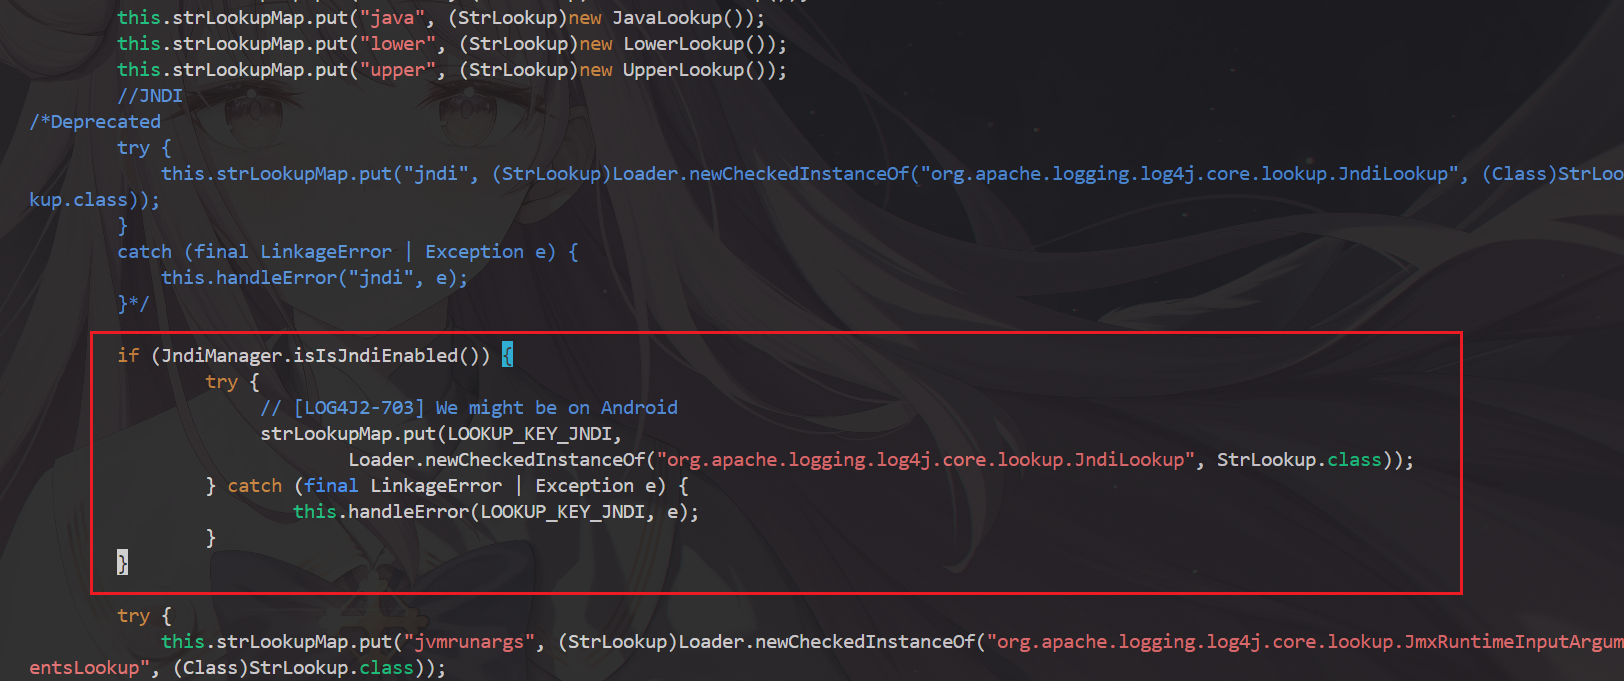 this.strLookupMap.put("java", (StrLookup)new JavaLookup());
this.strLookupMap.put("lower", (StrLookup)new LowerLookup());
this.strLookupMap.put("upper", (StrLookup)new UpperLookup());
//JNDI
/*Deprecated
try {
this.strLookupMap.put("jndi", (StrLookup)Loader.newCheckedInstanceOf("org.apache.logging.log4j.core.lookup.JndiLookup", (Class)StrLoo
kup.class));
}
catch (final LinkageError | Exception e) {
this.handleError("jndi", e);
}*/
if (JndiManager.isIsJndiEnabled()) {
try {
// [LOG4J2-703] We might be on Android
strLookupMap.put(LOOKUP_KEY_JNDI,
Loader.newCheckedInstanceOf("org.apache.logging.log4j.core.lookup.JndiLookup", StrLookup.class));
} catch (final LinkageError | Exception e) {
this.handleError(LOOKUP_KEY_JNDI, e);
}
}
try {
this.strLookupMap.put("jvmrunargs", (StrLookup)Loader.newCheckedInstanceOf("org.apache.logging.log4j.core.lookup.JmxRuntimeInputArgum
entsLookup", (Class)StrLookup.class));